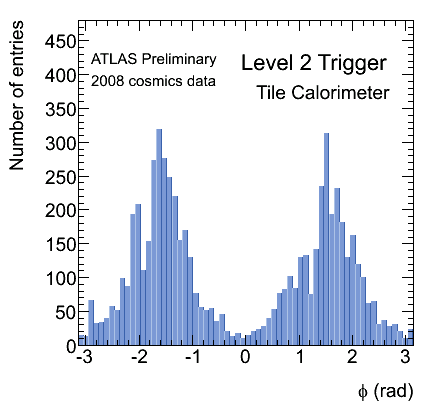 450
400
350
300
250
200
150
100
50
0
Number of entries
ATLAS Preliminary
2008 cosmics data
Level 2 Trigger
Tile Calorimeter
-3 -2 -1 0 1 2 3
ϕ (rad)